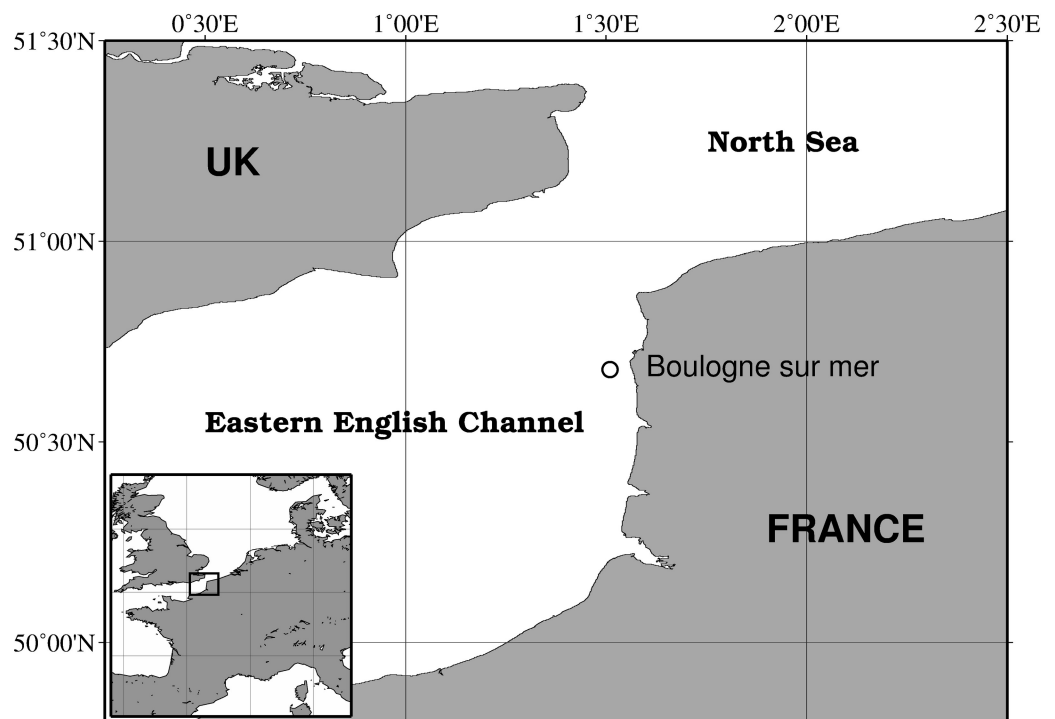 0˚30'E 1˚00'E 1˚30'E 2˚00'E 2˚30'E
51˚30'N
North Sea
UK
51˚00'N
Boulogne sur mer
Eastern English Channel
50˚30'N
FRANCE
50˚00'N